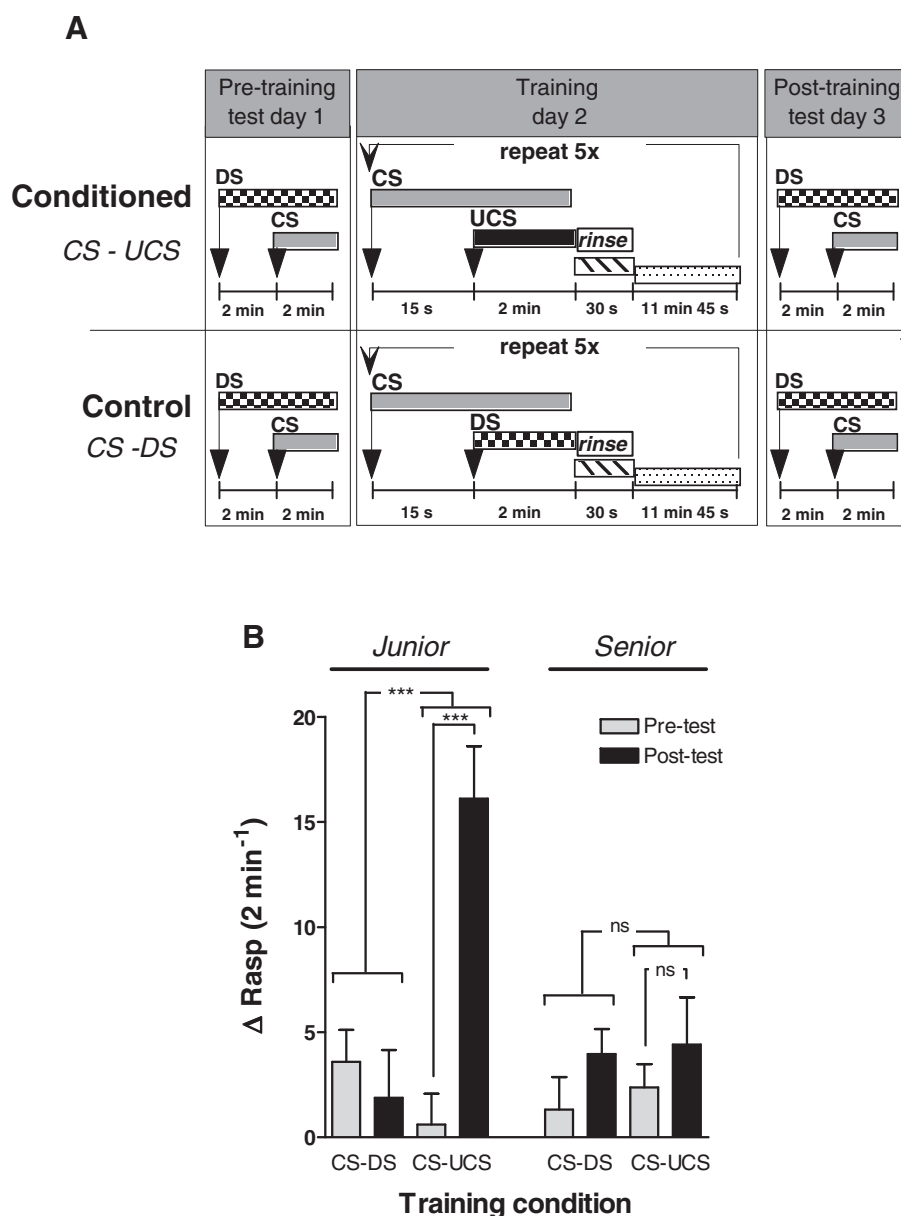 A
Pre-training
test day 1
Training
day 2
Post-training
test day 3
Conditioned
CS - UCS
DS
CS
2 min 2 min
repeat 5x
CS
UCS
rinse
15 s 2 min 30 s 11 min 45 s
DS
CS
2 min 2 min
Control
CS -DS
DS
CS
2 min 2 min
repeat 5x
CS
DS
rinse
15 s 2 min 30 s 11 min 45 s
DS
CS
2 min 2 min
B
Junior Senior
Pre-test
Post-test
***
***
ns
ns
20
15
10
5
0
Δ Rasp (2 min⁻¹)
CS-DS CS-UCS CS-DS CS-UCS
Training condition